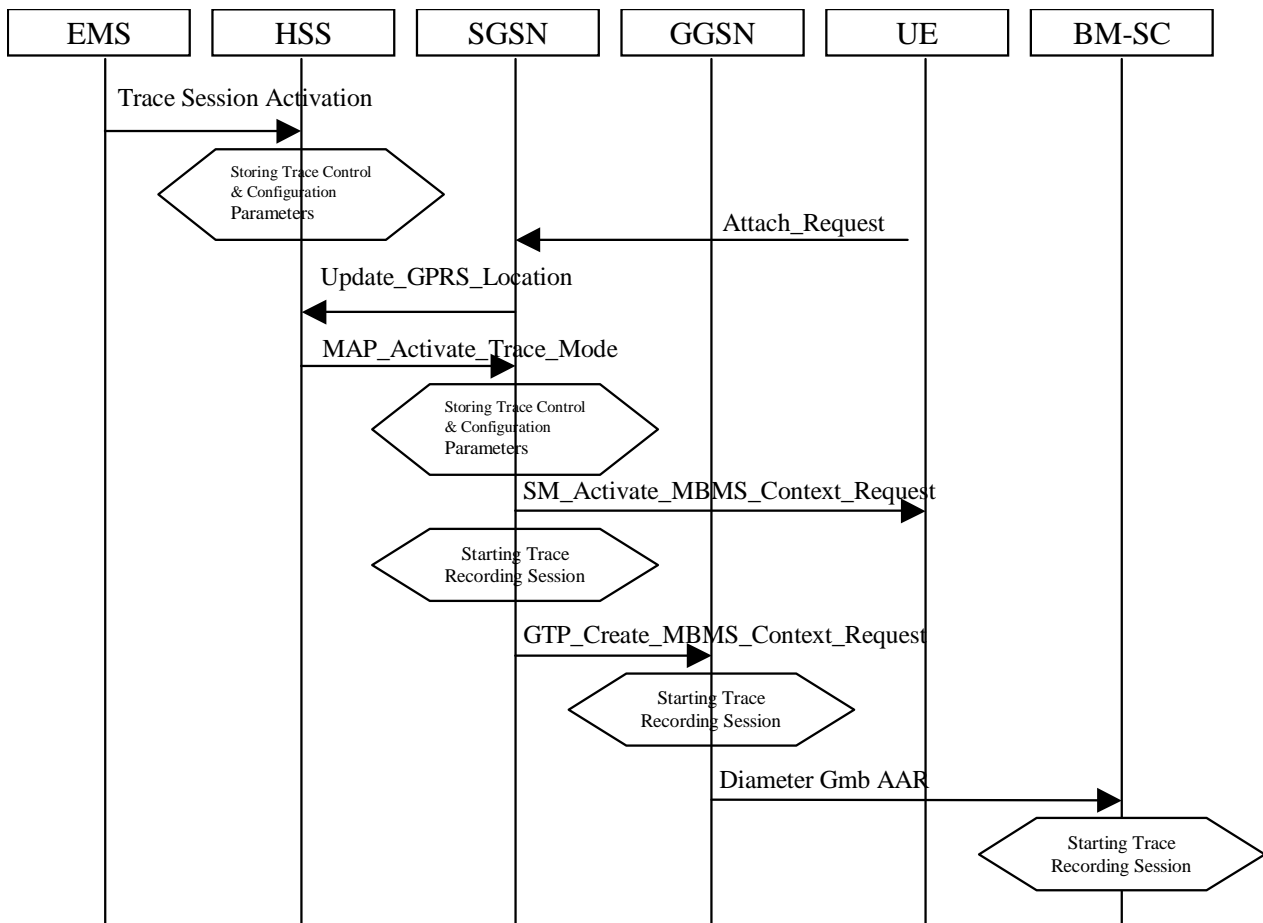 EMS
HSS
SGSN
GGSN
UE
BM-SC
Trace Session Activation
Storing Trace Control
& Configuration
Parameters
Attach_Request
Update_GPRS_Location
MAP_Activate_Trace_Mode
Storing Trace Control
& Configuration
Parameters
SM_Activate_MBMS_Context_Request
Starting Trace
Recording Session
GTP_Create_MBMS_Context_Request
Starting Trace
Recording Session
Diameter Gmb AAR
Starting Trace
Recording Session